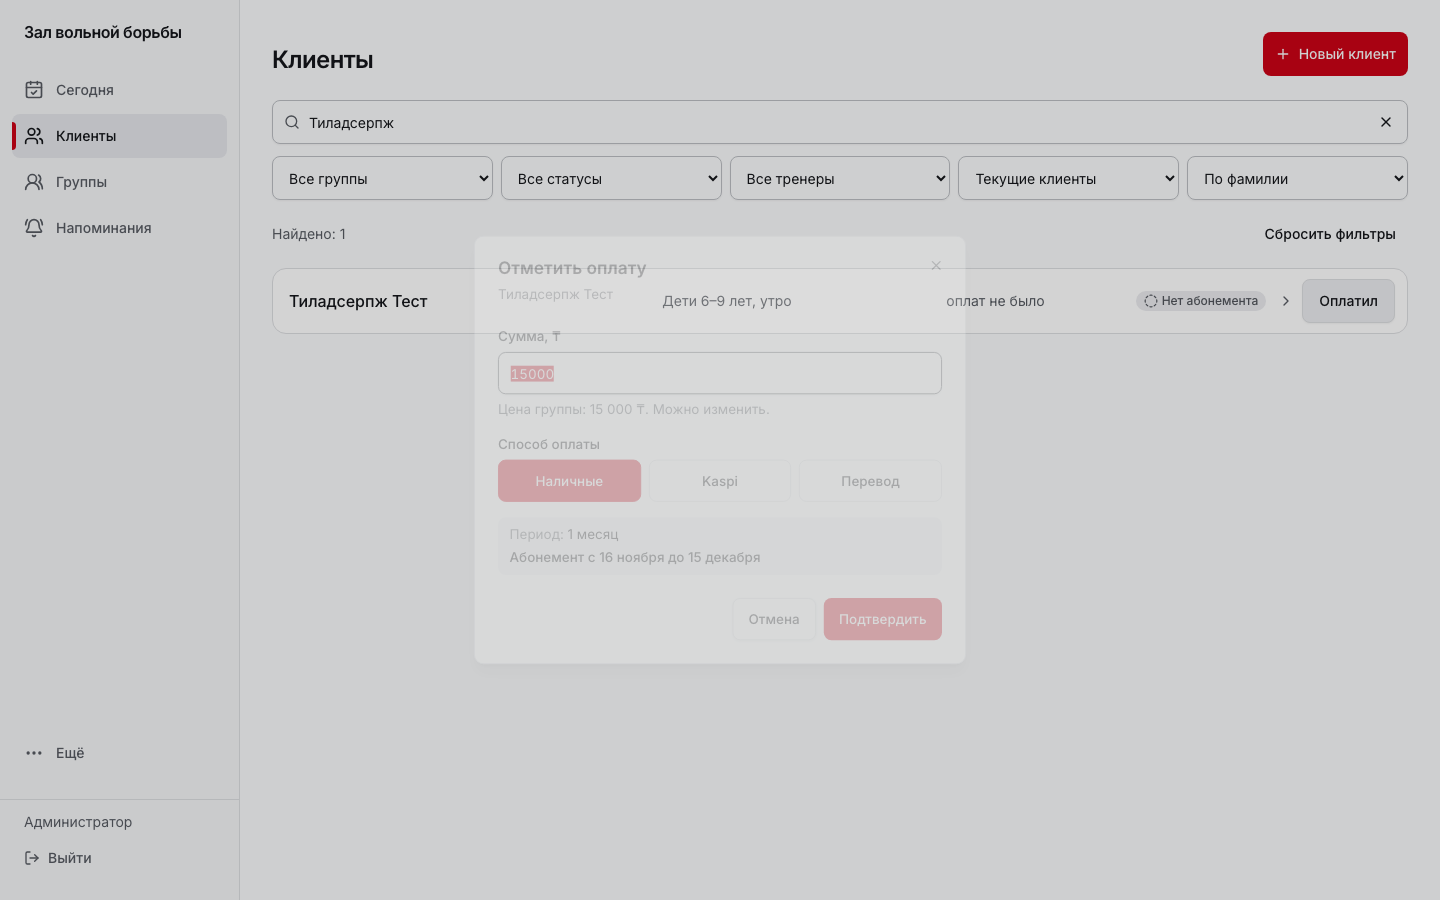 Зал вольной борьбы
Сегодня
Клиенты
Группы
Напоминания
Ещё
Администратор
Выйти
Клиенты
Новый клиент
Тиладсерпж
Все группы
Все статусы
Все тренеры
Текущие клиенты
По фамилии
Найдено: 1
Сбросить фильтры
Тиладсерпж Тест
Дети 6–9 лет, утро
оплат не было
Нет абонемента
Оплатил
Отметить оплату
Тиладсерпж Тест
Сумма, ₸
15000
Цена группы: 15 000 ₸. Можно изменить.
Способ оплаты
Наличные
Kaspi
Перевод
Период: 1 месяц
Абонемент с 16 ноября до 15 декабря
Отмена
Подтвердить